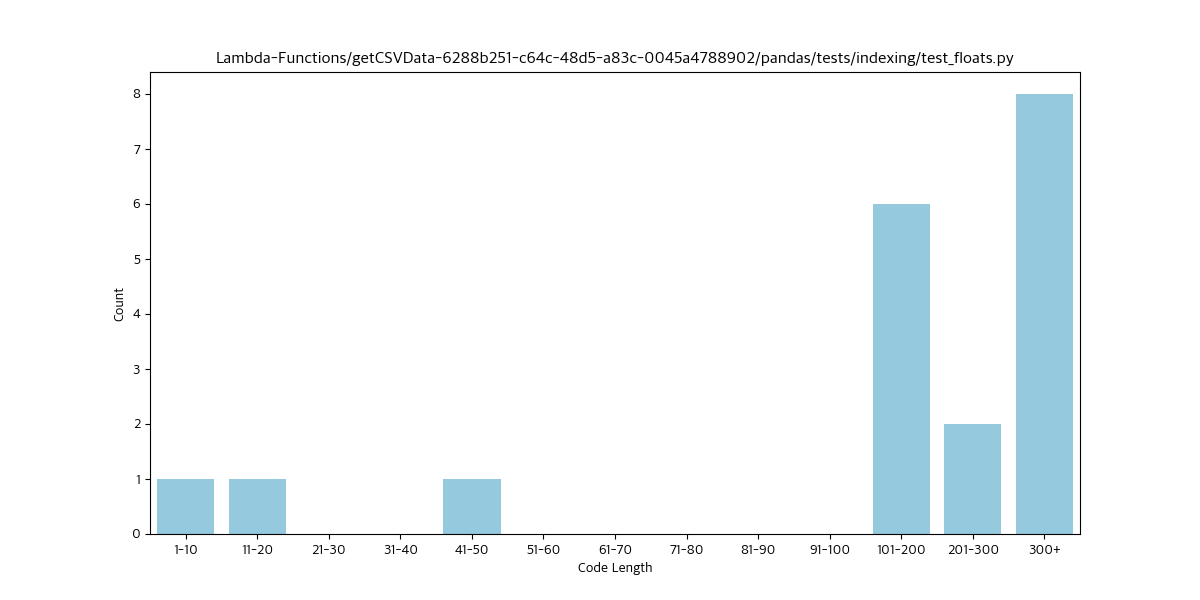 Lambda-Functions/getCSVData-6288b251-c64c-48d5-a83c-0045a4788902/pandas/tests/indexing/test_floats.py
8
7
6
5
4
3
2
1
0
Count
1-10 11-20 21-30 31-40 41-50 51-60 61-70 71-80 81-90 91-100 101-200 201-300 300+
Code Length